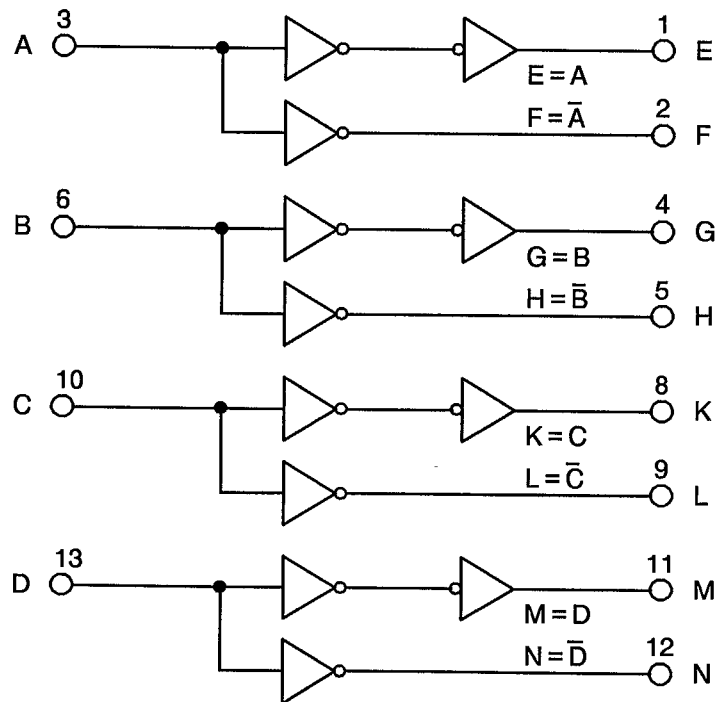 3
1
A
E
E = A
F = A̅
2
F
6
4
B
G
G = B
H = B̅
5
H
10
8
C
K
K = C
L = C̅
9
L
13
11
D
M
M = D
N = D̅
12
N